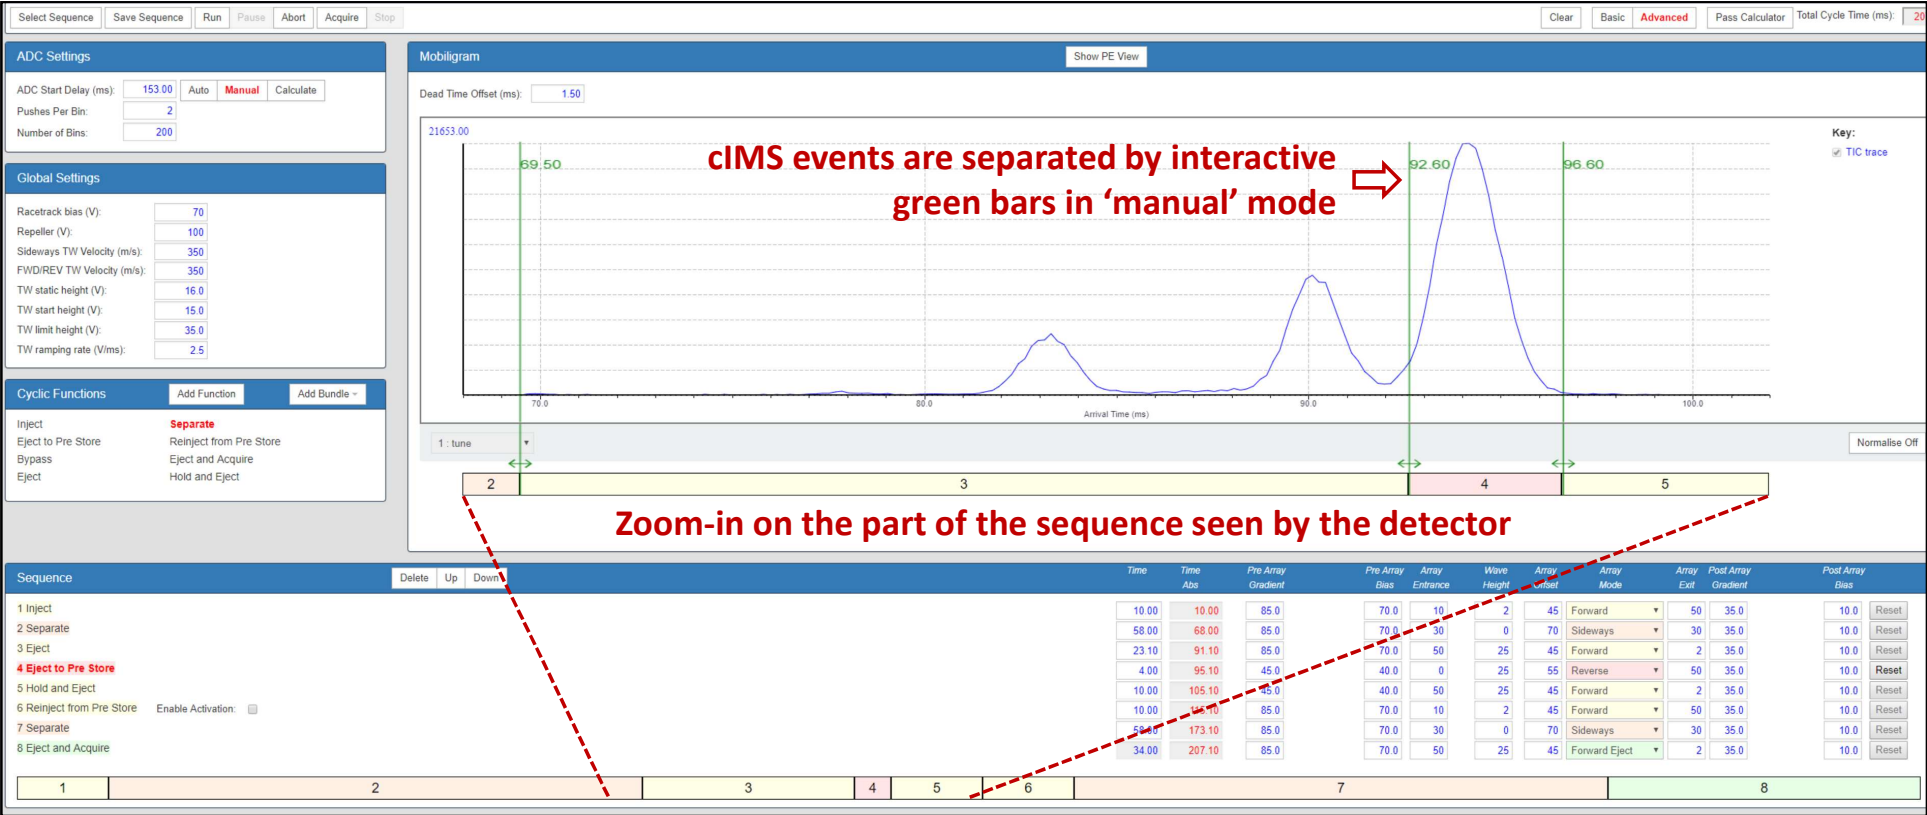 Select Sequence Save Sequence Run Pause Abort Acquire Stop Clear Basic Advanced Pass Calculator Total Cycle Time (ms): 20
ADC Settings
ADC Start Delay (ms): 153.00 Auto Manual Calculate
Pushes Per Bin: 2
Number of Bins: 200
Global Settings
Racetrack bias (V): 70
Repeller (V): 100
Sideways TW Velocity (m/s): 350
FWD/REV TW Velocity (m/s): 350
TW static height (V): 16.0
TW start height (V): 15.0
TW limit height (V): 35.0
TW ramping rate (V/ms): 2.5
Cyclic Functions Add Function Add Bundle
Inject Separate
Eject to Pre Store Reinject from Pre Store
Bypass Eject and Acquire
Eject Hold and Eject
Mobiligram Show PE View
Dead Time Offset (ms): 1.50
21653.00
Key:
TIC trace
69.50 92.60 96.60
cIMS events are separated by interactive
green bars in ‘manual’ mode
70.0 80.0 90.0 100.0
Arrival Time (ms)
1 : tune Normalise Off
2 3 4 5
Zoom-in on the part of the sequence seen by the detector
Sequence Delete Up Down
Time Time Abs Pre Array Gradient Pre Array Bias Array Entrance Wave Height Array Offset Array Mode Array Exit Post Array Gradient Post Array Bias
1 Inject 10.00 10.00 85.0 70.0 10 2 45 Forward 50 35.0 10.0 Reset
2 Separate 58.00 68.00 85.0 70.0 30 0 70 Sideways 30 35.0 10.0 Reset
3 Eject 23.10 91.10 85.0 70.0 50 25 45 Forward 2 35.0 10.0 Reset
4 Eject to Pre Store 4.00 95.10 45.0 40.0 0 25 55 Reverse 50 35.0 10.0 Reset
5 Hold and Eject 10.00 105.10 45.0 40.0 50 25 45 Forward 2 35.0 10.0 Reset
6 Reinject from Pre Store Enable Activation: 10.00 115.10 85.0 70.0 10 2 45 Forward 50 35.0 10.0 Reset
7 Separate 58.00 173.10 85.0 70.0 30 0 70 Sideways 30 35.0 10.0 Reset
8 Eject and Acquire 34.00 207.10 85.0 70.0 50 25 45 Forward Eject 2 35.0 10.0 Reset
1 2 3 4 5 6 7 8